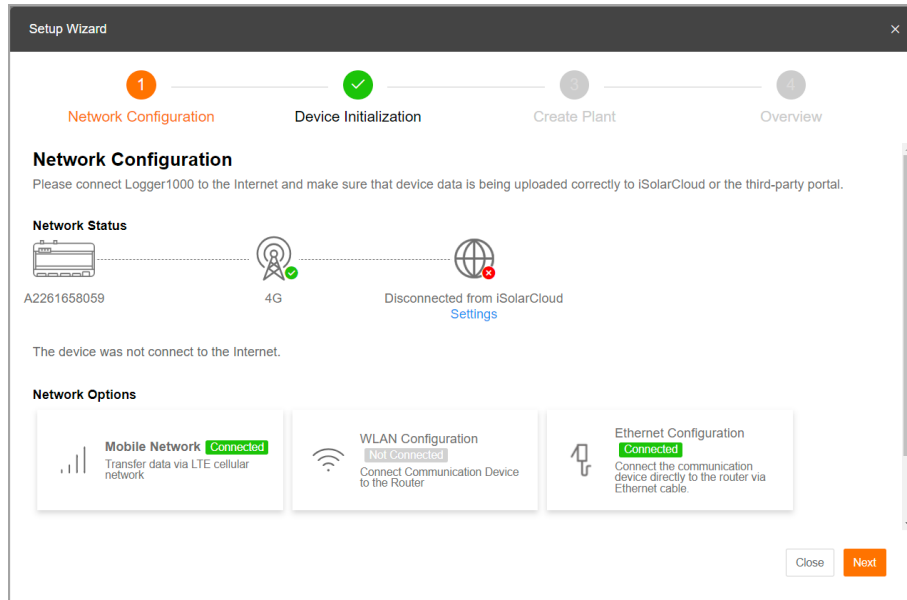 Setup Wizard
×
1
3
4
Network Configuration
Device Initialization
Create Plant
Overview
Network Configuration
Please connect Logger1000 to the Internet and make sure that device data is being uploaded correctly to iSolarCloud or the third-party portal.
Network Status
A2261658059
4G
Disconnected from iSolarCloud
Settings
The device was not connect to the Internet.
Network Options
Mobile Network Connected
Transfer data via LTE cellular
network
WLAN Configuration
Not Connected
Connect Communication Device
to the Router
Ethernet Configuration
Connected
Connect the communication
device directly to the router via
Ethernet cable.
Close
Next